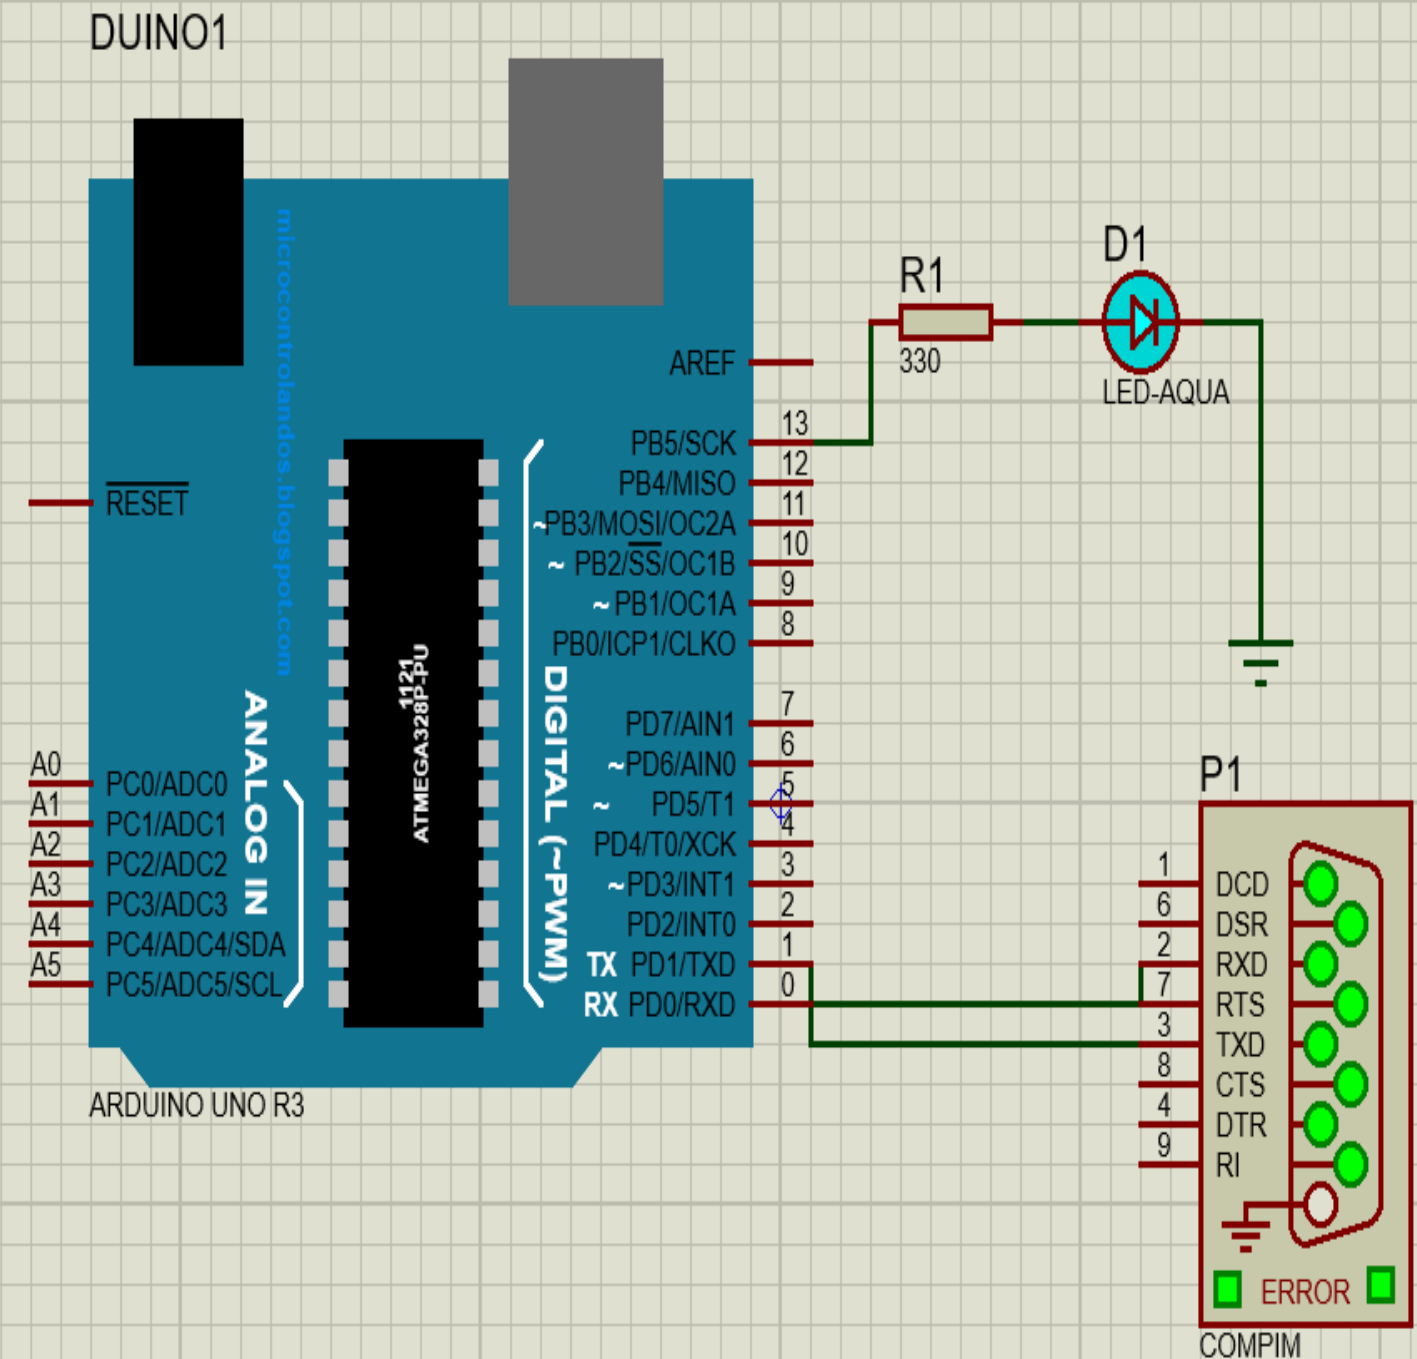 DUINO1
microcontrolandos.blogspot.com
RESET
1121
ATMEGA328P-PU
ANALOG IN
A0
PC0/ADC0
A1
PC1/ADC1
A2
PC2/ADC2
A3
PC3/ADC3
A4
PC4/ADC4/SDA
A5
PC5/ADC5/SCL
DIGITAL (~PWM)
AREF
PB5/SCK 13
PB4/MISO 12
~PB3/MOSI/OC2A 11
~ PB2/SS/OC1B 10
~ PB1/OC1A 9
PB0/ICP1/CLKO 8
PD7/AIN1 7
~PD6/AIN0 6
~ PD5/T1 5
PD4/T0/XCK 4
~PD3/INT1 3
PD2/INT0 2
TX PD1/TXD 1
RX PD0/RXD 0
ARDUINO UNO R3
R1
330
D1
LED-AQUA
P1
1 DCD
6 DSR
2 RXD
7 RTS
3 TXD
8 CTS
4 DTR
9 RI
ERROR
COMPIM